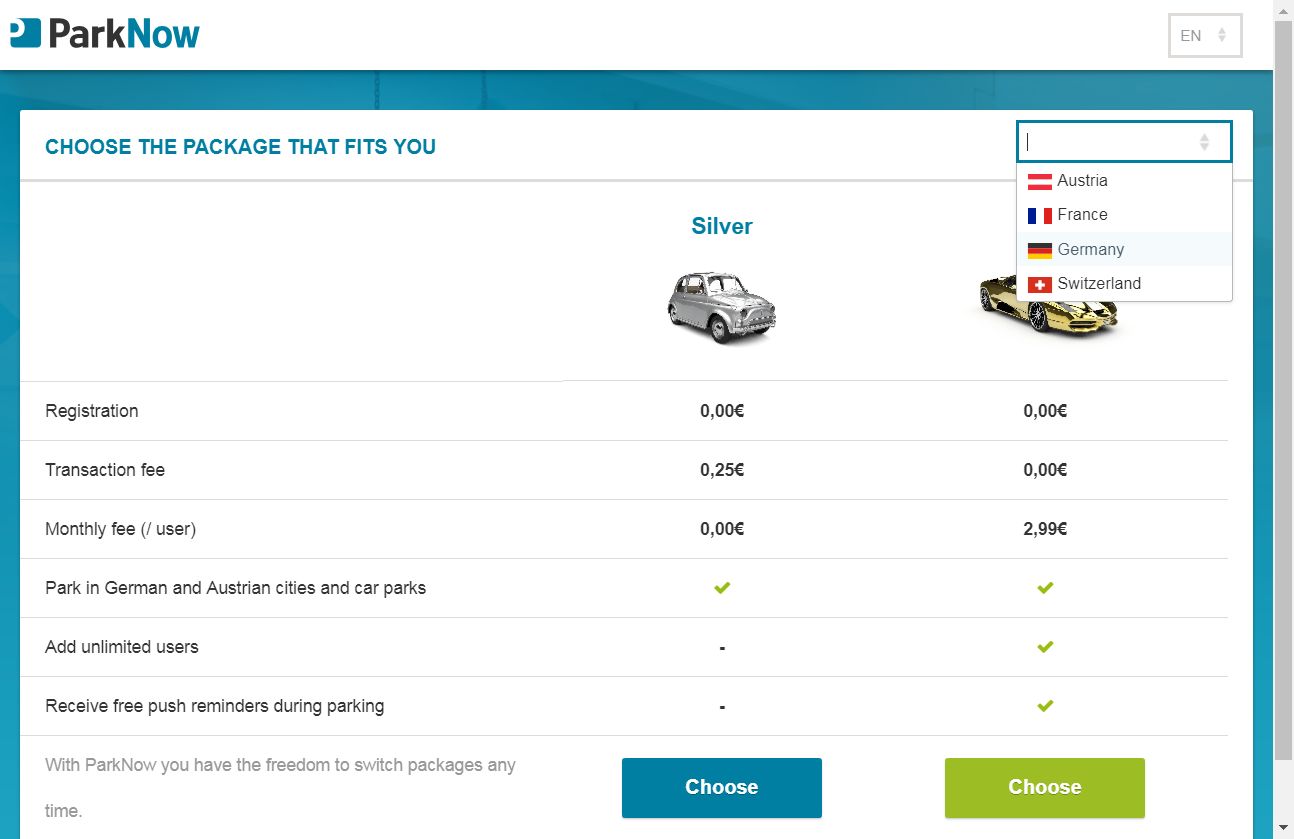 ParkNow
EN
CHOOSE THE PACKAGE THAT FITS YOU
Austria
France
Germany
Switzerland
Silver
Registration 0,00€ 0,00€
Transaction fee 0,25€ 0,00€
Monthly fee (/ user) 0,00€ 2,99€
Park in German and Austrian cities and car parks
Add unlimited users -
Receive free push reminders during parking -
With ParkNow you have the freedom to switch packages any
time.
Choose Choose